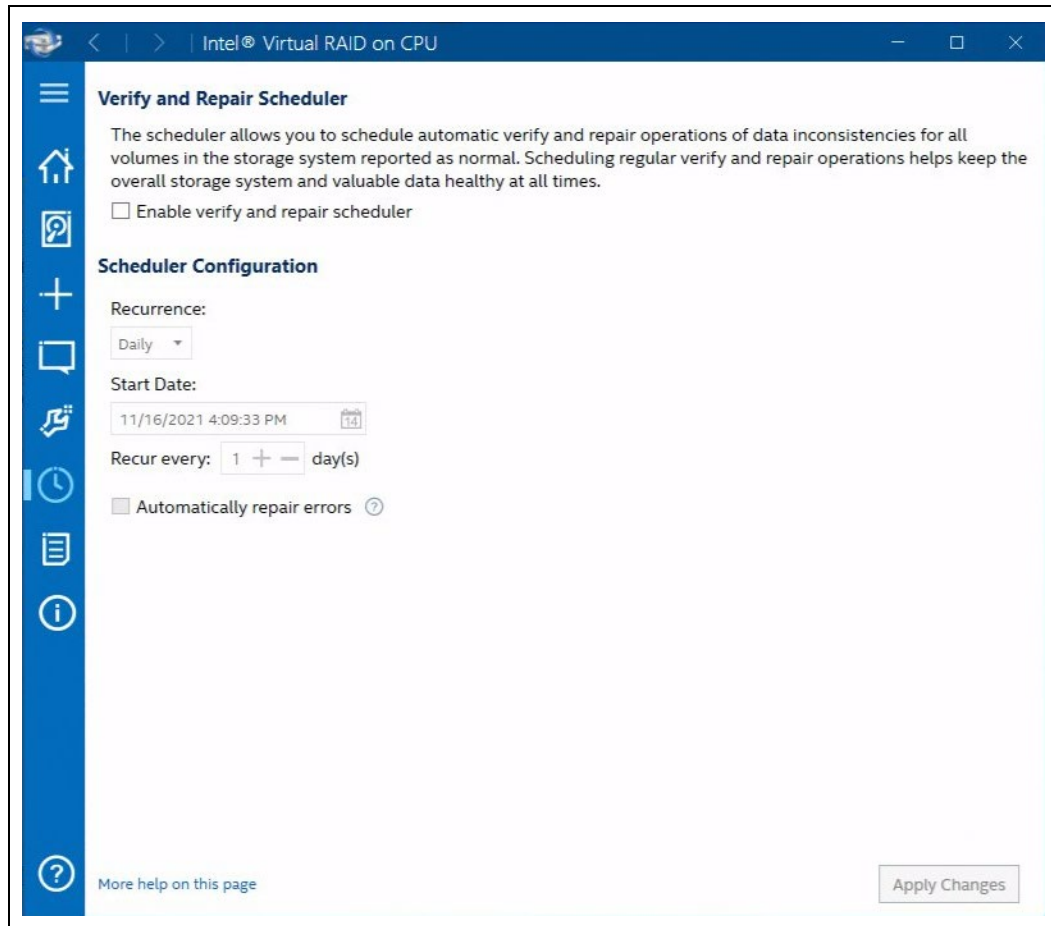 Intel® Virtual RAID on CPU
Verify and Repair Scheduler
The scheduler allows you to schedule automatic verify and repair operations of data inconsistencies for all
volumes in the storage system reported as normal. Scheduling regular verify and repair operations helps keep the
overall storage system and valuable data healthy at all times.
Enable verify and repair scheduler
Scheduler Configuration
Recurrence:
Daily
Start Date:
11/16/2021 4:09:33 PM
14
Recur every: 1 day(s)
Automatically repair errors ?
More help on this page
Apply Changes